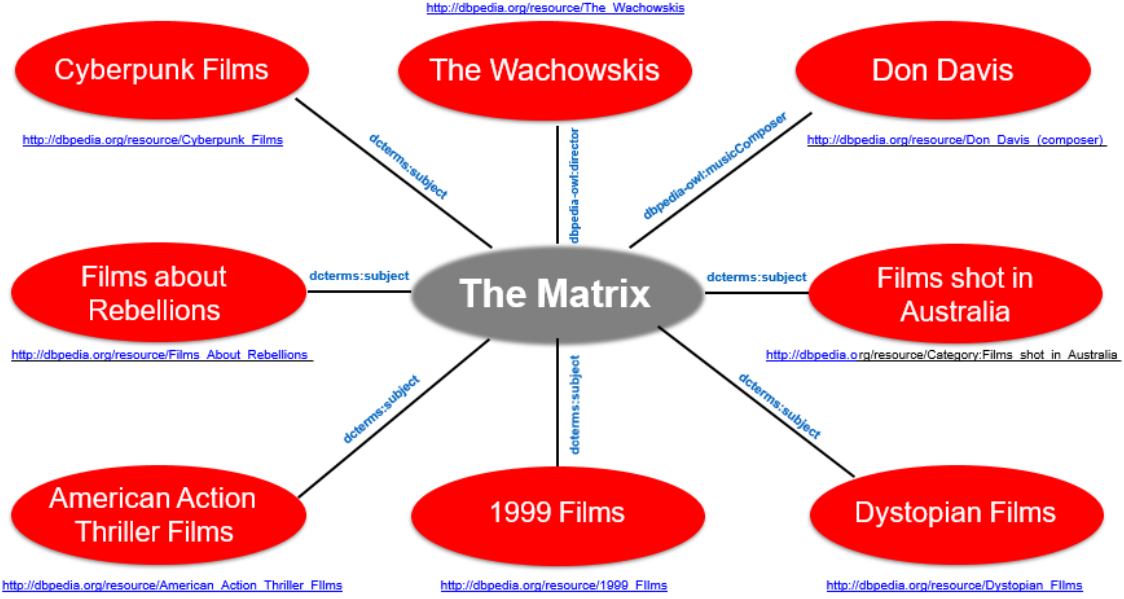 http://dbpedia.org/resource/The_Wachowskis
Cyberpunk Films
The Wachowskis
Don Davis
http://dbpedia.org/resource/Cyberpunk_Films
http://dbpedia.org/resource/Don_Davis_(composer)
dcterms:subject
dbpedia-owl:director
dbpedia-owl:musicComposer
Films about
Rebellions
dcterms:subject
The Matrix
dcterms:subject
Films shot in
Australia
http://dbpedia.org/resource/Films_About_Rebellions
http://dbpedia.org/resource/Category:Films_shot_in_Australia
dcterms:subject
dcterms:subject
dcterms:subject
American Action
Thriller Films
1999 Films
Dystopian Films
http://dbpedia.org/resource/American_Action_Thriller_FIlms
http://dbpedia.org/resource/1999_FIlms
http://dbpedia.org/resource/Dystopian_FIlms